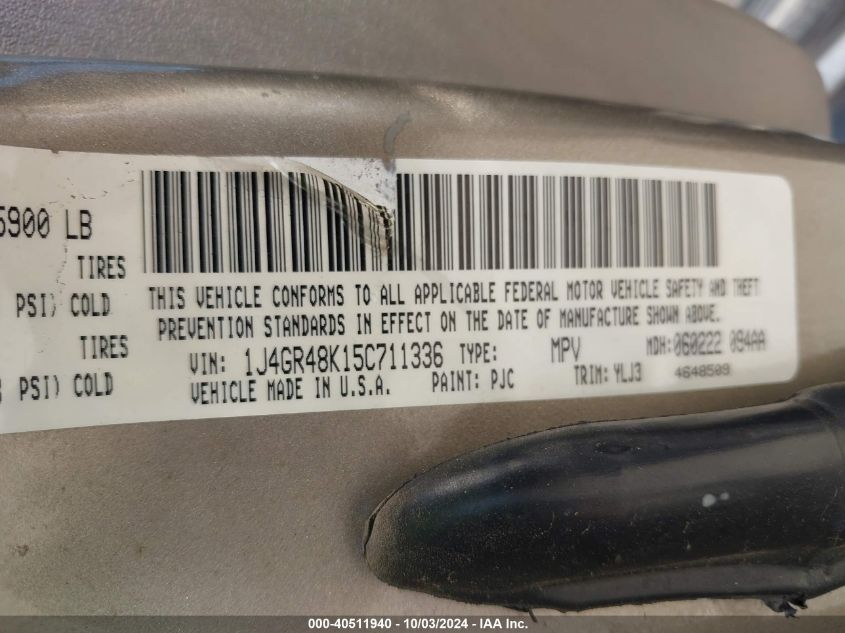 5900 LB
TIRES
PSI) COLD
TIRES
PSI) COLD
THIS VEHICLE CONFORMS TO ALL APPLICABLE FEDERAL MOTOR VEHICLE SAFETY AND THEFT
PREVENTION STANDARDS IN EFFECT ON THE DATE OF MANUFACTURE SHOWN ABOVE.
VIN: 1J4GR48K15C711336 TYPE: MPV MDH: 060222 094AA
VEHICLE MADE IN U.S.A. PAINT: PJC TRIM: YLJ3 4648509
000-40511940 - 10/03/2024 - IAA Inc.